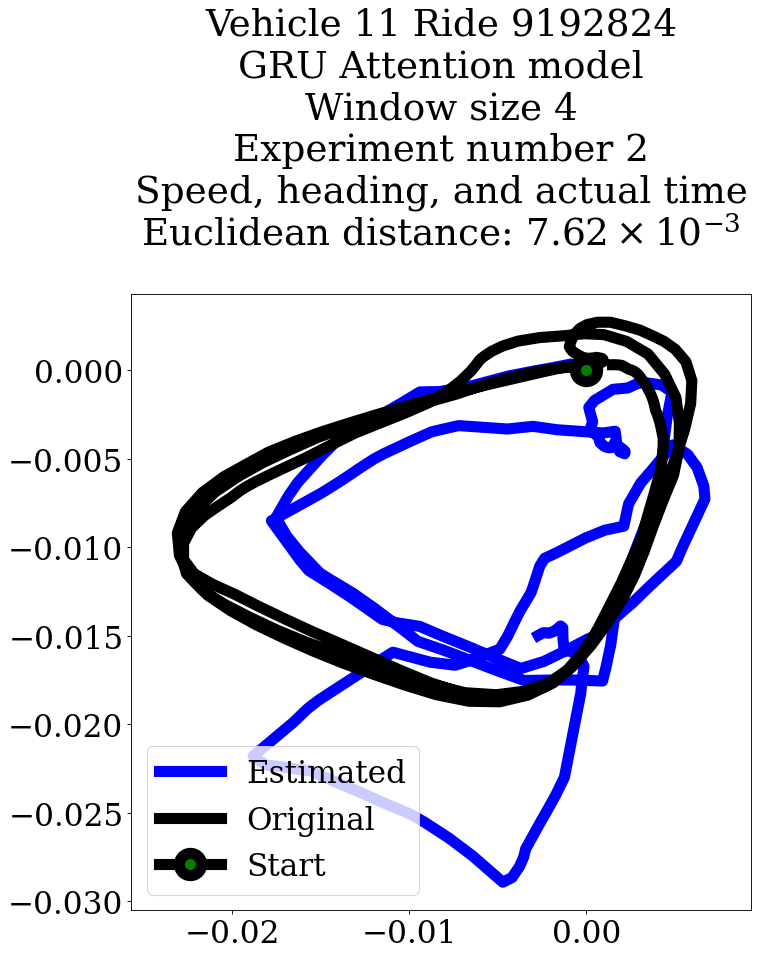 Vehicle 11 Ride 9192824
GRU Attention model
Window size 4
Experiment number 2
Speed, heading, and actual time
Euclidean distance: 7.62 × 10⁻³
0.000
−0.005
−0.010
−0.015
−0.020
−0.025
−0.030
Estimated
Original
Start
−0.02
−0.01
0.00